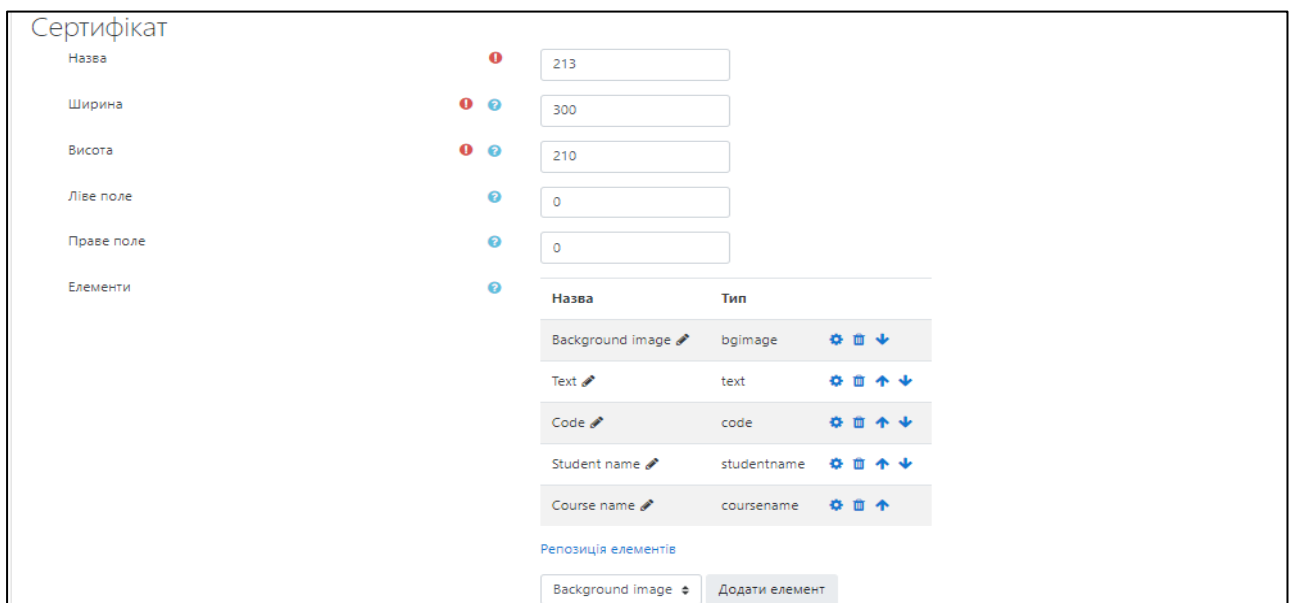 Сертифікат
Назва 213
Ширина 300
Висота 210
Ліве поле 0
Праве поле 0
Елементи
Назва Тип
Background image bgimage
Text text
Code code
Student name studentname
Course name coursename
Репозиція елементів
Background image Додати елемент